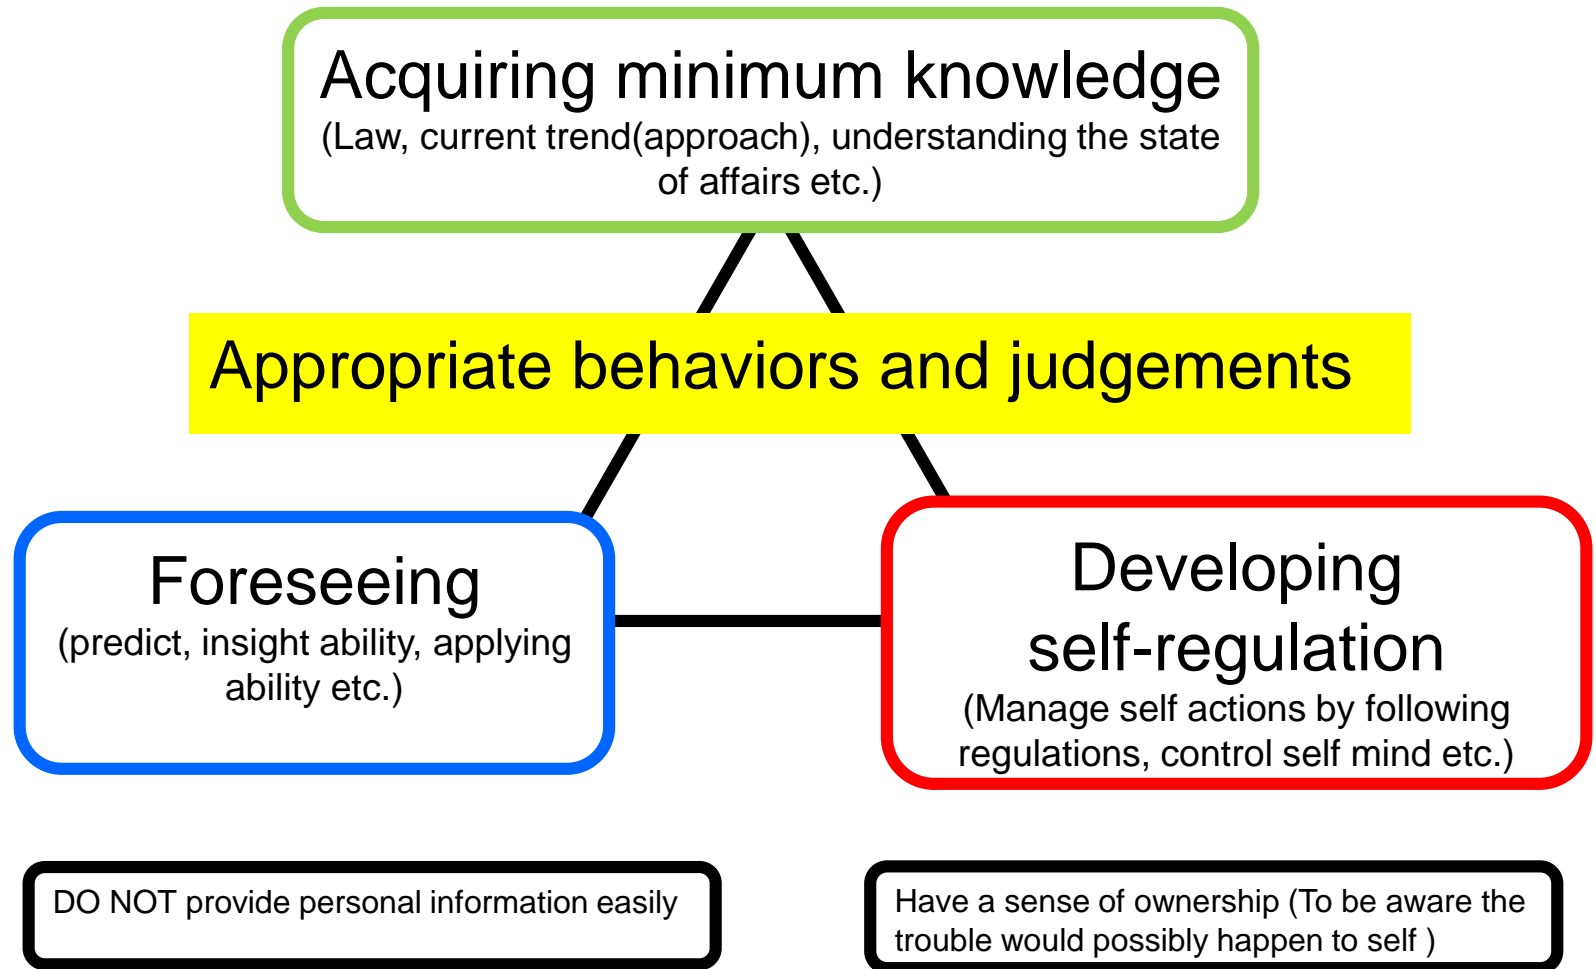 Acquiring minimum knowledge
(Law, current trend(approach), understanding the state
of affairs etc.)
Appropriate behaviors and judgements
Foreseeing
(predict, insight ability, applying
ability etc.)
Developing
self-regulation
(Manage self actions by following
regulations, control self mind etc.)
DO NOT provide personal information easily
Have a sense of ownership (To be aware the
trouble would possibly happen to self )